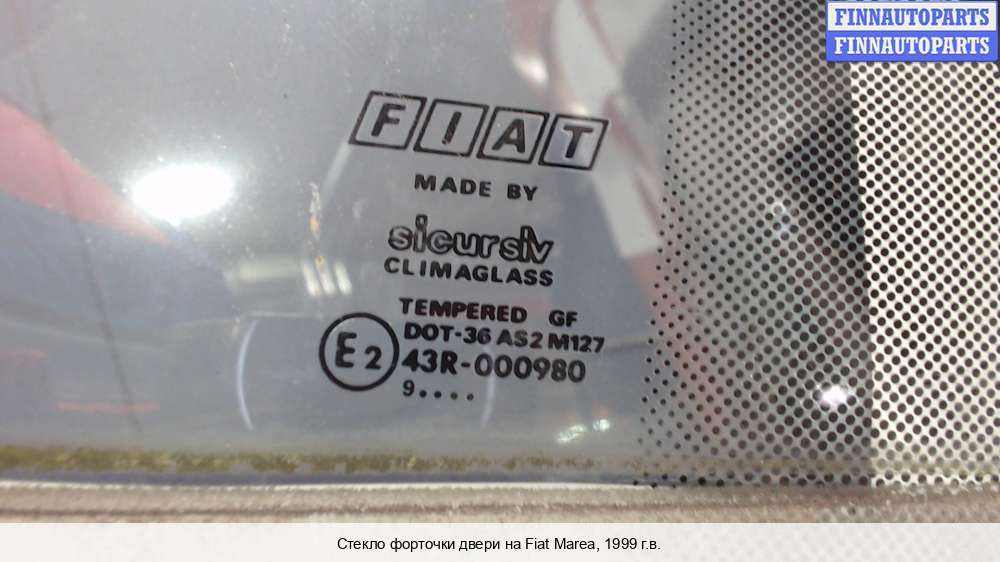 FINNAUTOPARTS
FINNAUTOPARTS
FIAT
MADE BY
sicursiv
CLIMAGLASS
TEMPERED GF
DOT-36 AS2 M127
E2 43R-000980
9....
Стекло форточки двери на Fiat Marea, 1999 г.в.